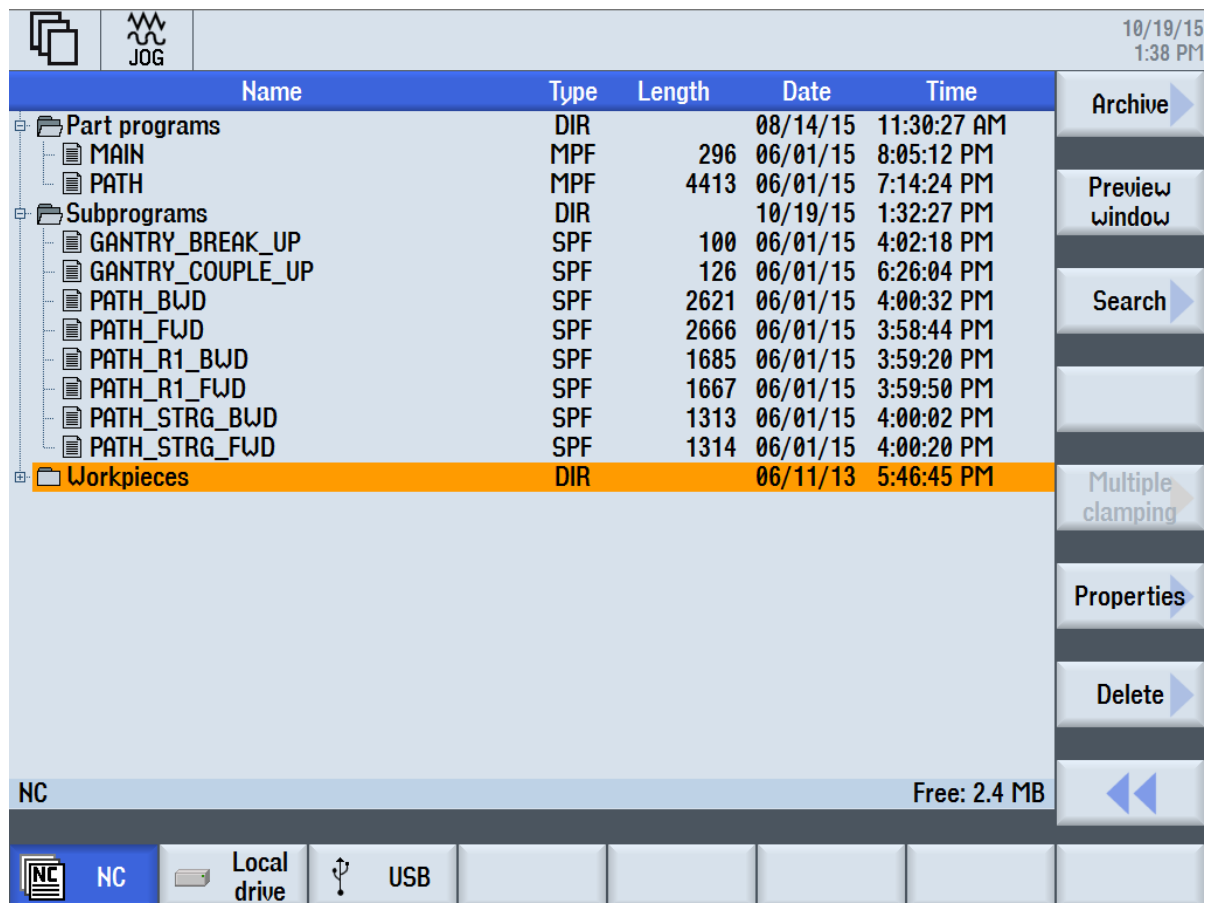 JOG
10/19/15
1:38 PM
Name Type Length Date Time
Part programs DIR 08/14/15 11:30:27 AM
MAIN MPF 296 06/01/15 8:05:12 PM
PATH MPF 4413 06/01/15 7:14:24 PM
Subprograms DIR 10/19/15 1:32:27 PM
GANTRY_BREAK_UP SPF 100 06/01/15 4:02:18 PM
GANTRY_COUPLE_UP SPF 126 06/01/15 6:26:04 PM
PATH_BWD SPF 2621 06/01/15 4:00:32 PM
PATH_FWD SPF 2666 06/01/15 3:58:44 PM
PATH_R1_BWD SPF 1685 06/01/15 3:59:20 PM
PATH_R1_FWD SPF 1667 06/01/15 3:59:50 PM
PATH_STRG_BWD SPF 1313 06/01/15 4:00:02 PM
PATH_STRG_FWD SPF 1314 06/01/15 4:00:20 PM
Workpieces DIR 06/11/13 5:46:45 PM
NC Free: 2.4 MB
Archive
Preview
window
Search
Multiple
clamping
Properties
Delete
NC NC
Local
drive
USB